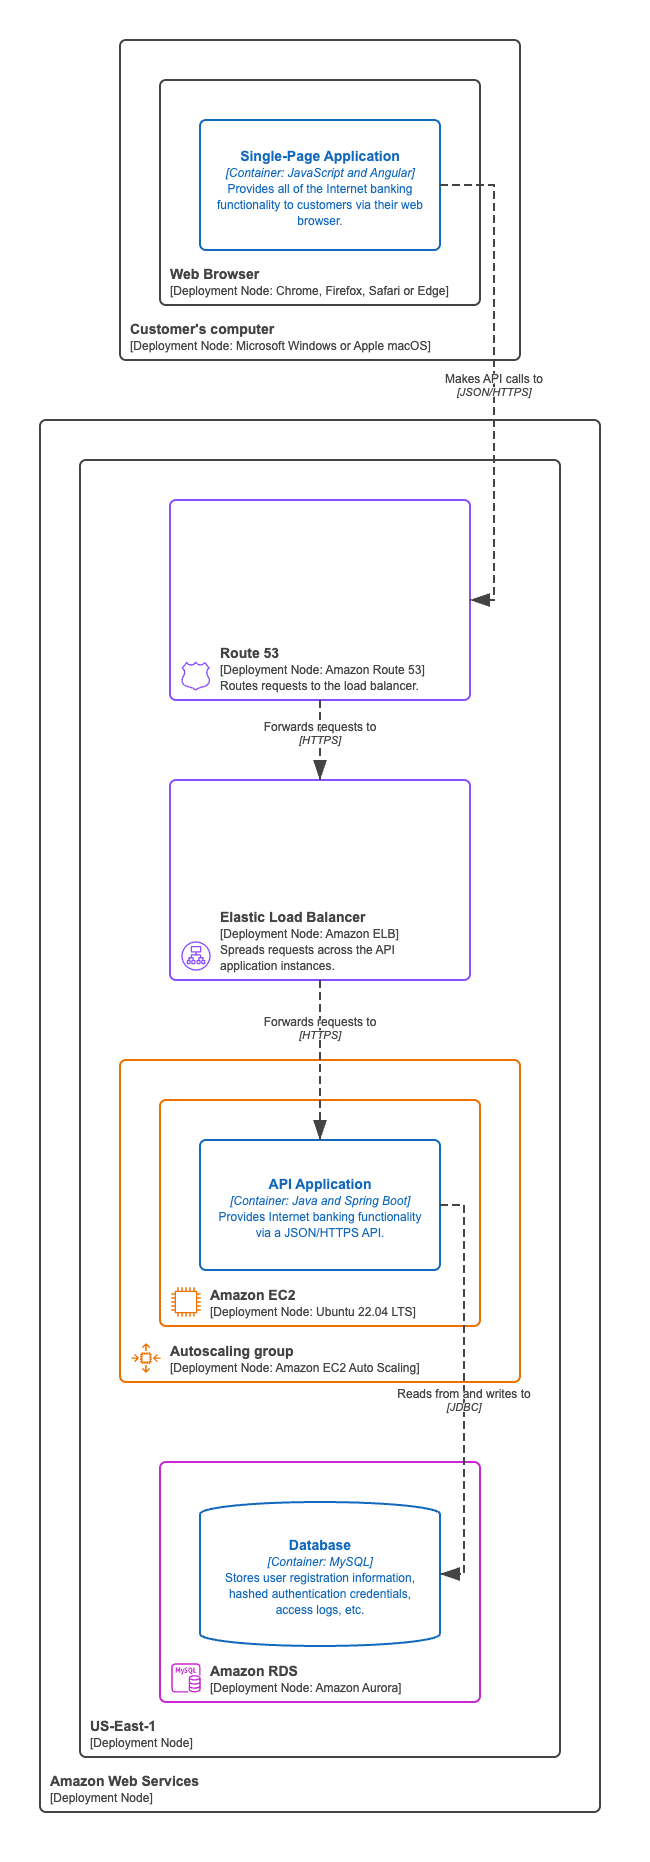 Single-Page Application
[Container: JavaScript and Angular]
Provides all of the Internet banking
functionality to customers via their web
browser.
Web Browser
[Deployment Node: Chrome, Firefox, Safari or Edge]
Customer's computer
[Deployment Node: Microsoft Windows or Apple macOS]
Makes API calls to
[JSON/HTTPS]
Route 53
[Deployment Node: Amazon Route 53]
Routes requests to the load balancer.
Forwards requests to
[HTTPS]
Elastic Load Balancer
[Deployment Node: Amazon ELB]
Spreads requests across the API
application instances.
Forwards requests to
[HTTPS]
API Application
[Container: Java and Spring Boot]
Provides Internet banking functionality
via a JSON/HTTPS API.
Amazon EC2
[Deployment Node: Ubuntu 22.04 LTS]
Autoscaling group
[Deployment Node: Amazon EC2 Auto Scaling]
Reads from and writes to
[JDBC]
Database
[Container: MySQL]
Stores user registration information,
hashed authentication credentials,
access logs, etc.
MySQL
Amazon RDS
[Deployment Node: Amazon Aurora]
US-East-1
[Deployment Node]
Amazon Web Services
[Deployment Node]